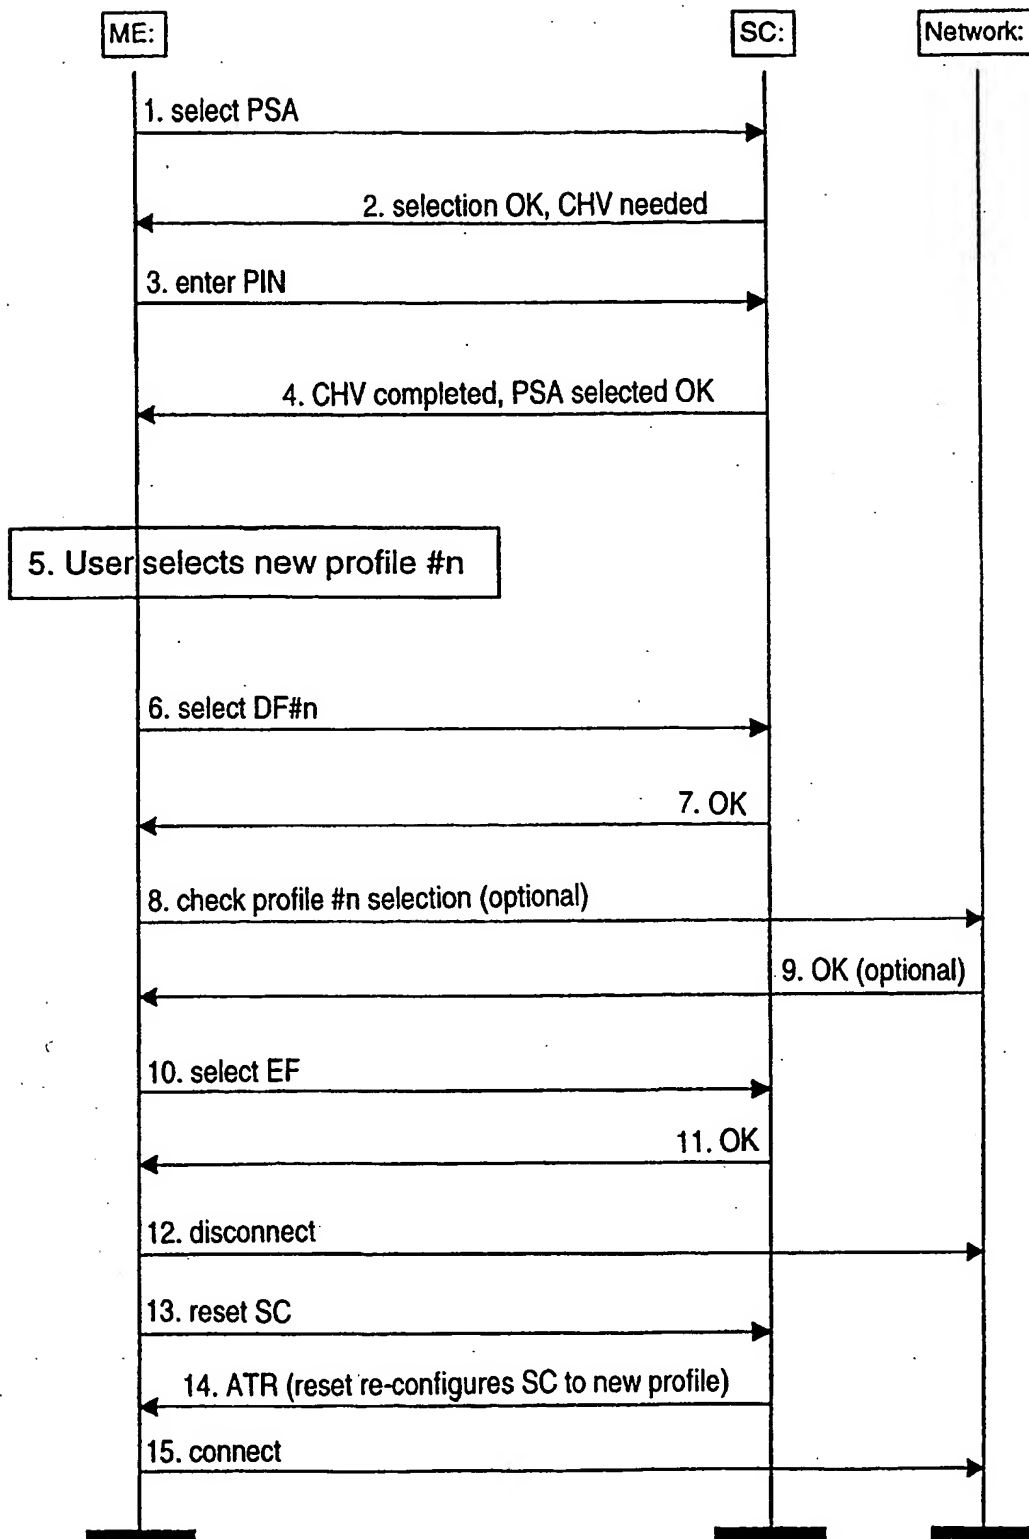 ME:
SC:
Network:
1. select PSA
2. selection OK, CHV needed
3. enter PIN
4. CHV completed, PSA selected OK
5. User selects new profile #n
6. select DF#n
7. OK
8. check profile #n selection (optional)
9. OK (optional)
10. select EF
11. OK
12. disconnect
13. reset SC
14. ATR (reset re-configures SC to new profile)
15. connect